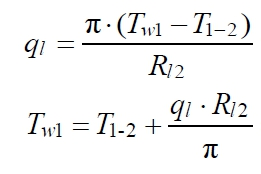 q_l = π·(T_w1 − T_1−2) / R_l2
T_w1 = T_1-2 + q_l · R_l2 / π